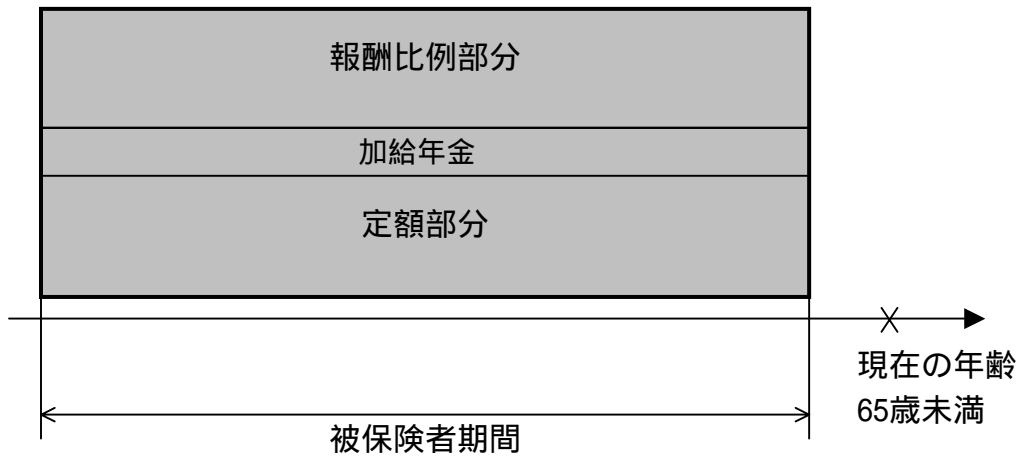 報酬比例部分
加給年金
定額部分
現在の年齢
65歳未満
被保険者期間